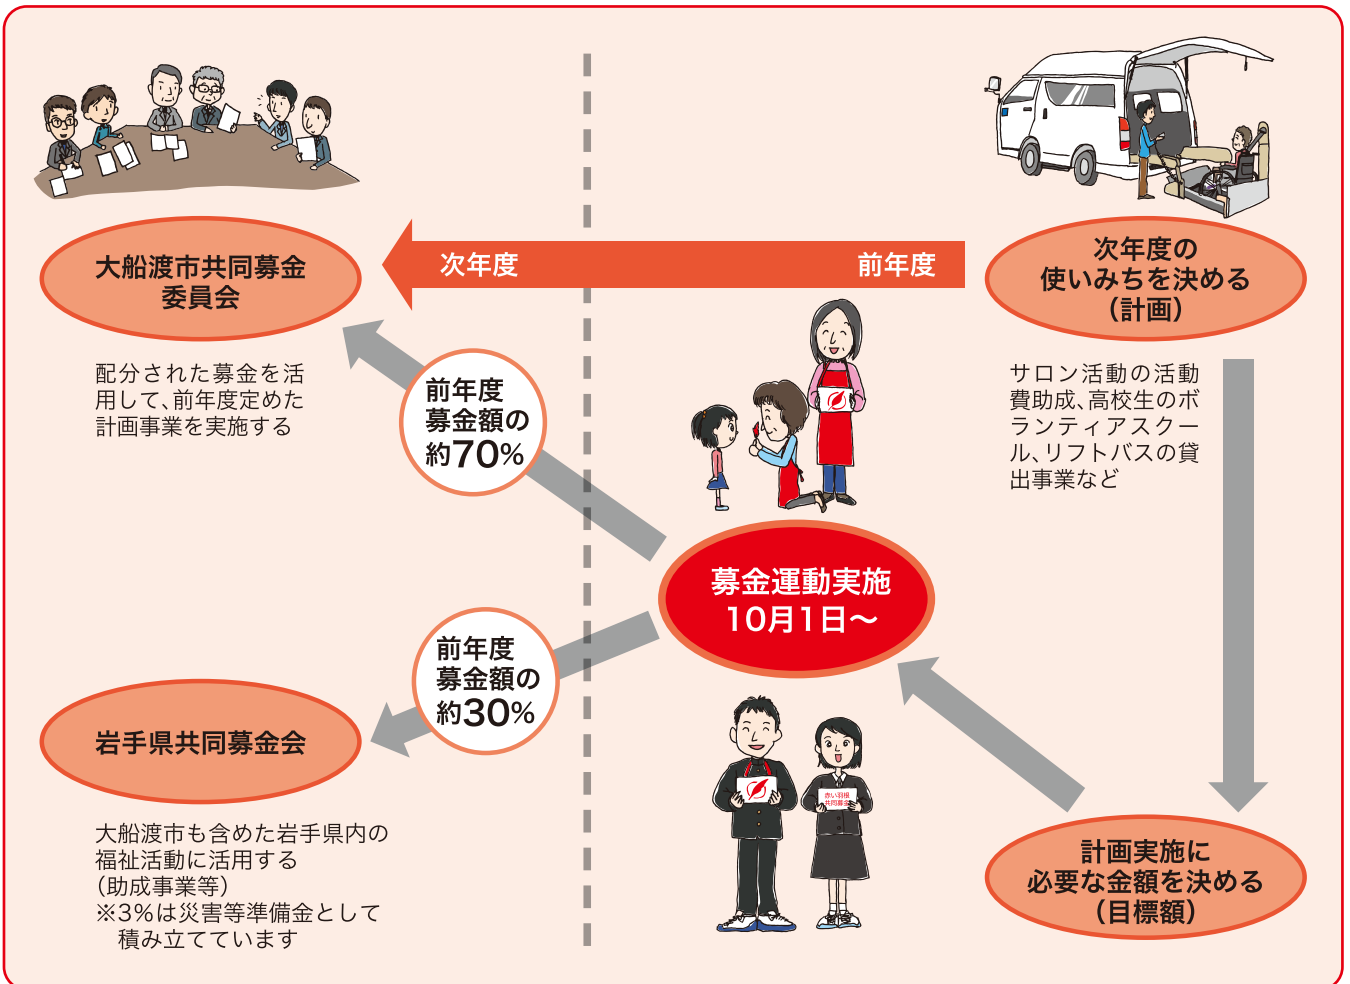 大船渡市共同募金
委員会
次年度
前年度
次年度の
使いみちを決める
（計画）
配分された募金を活
用して、前年度定めた
計画事業を実施する
前年度
募金額の
約70%
サロン活動の活動
費助成、高校生のボ
ランティアスクー
ル、リフトバスの貸
出事業など
募金運動実施
10月1日〜
前年度
募金額の
約30%
岩手県共同募金会
大船渡市も含めた岩手県内の
福祉活動に活用する
（助成事業等）
※3%は災害等準備金として
積み立てています
赤い羽根
共同募金
計画実施に
必要な金額を決める
（目標額）